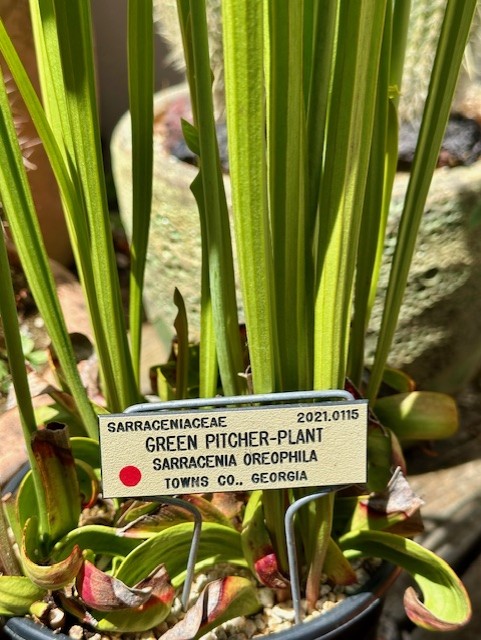 SARRACENIACEAE 2021.0115
GREEN PITCHER-PLANT
SARRACENIA OREOPHILA
TOWNS CO., GEORGIA